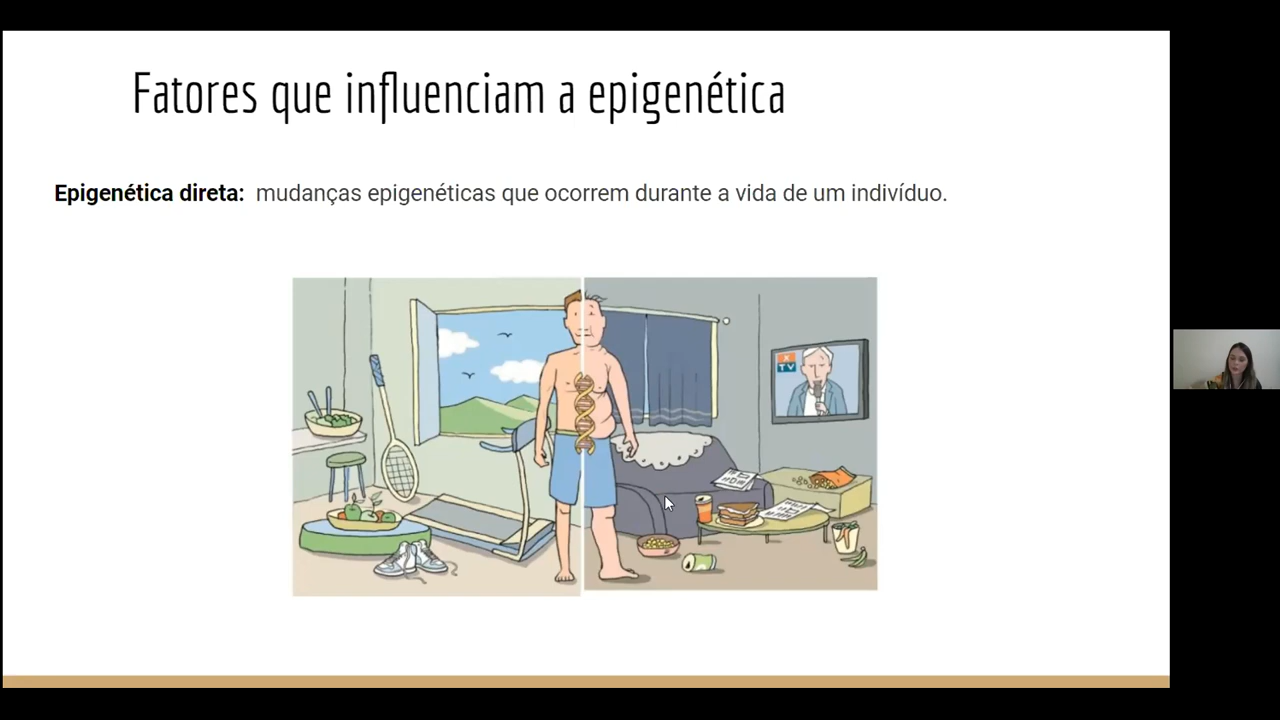 Fatores que influenciam a epigenética
Epigenética direta: mudanças epigenéticas que ocorrem durante a vida de um indivíduo.
X
TV